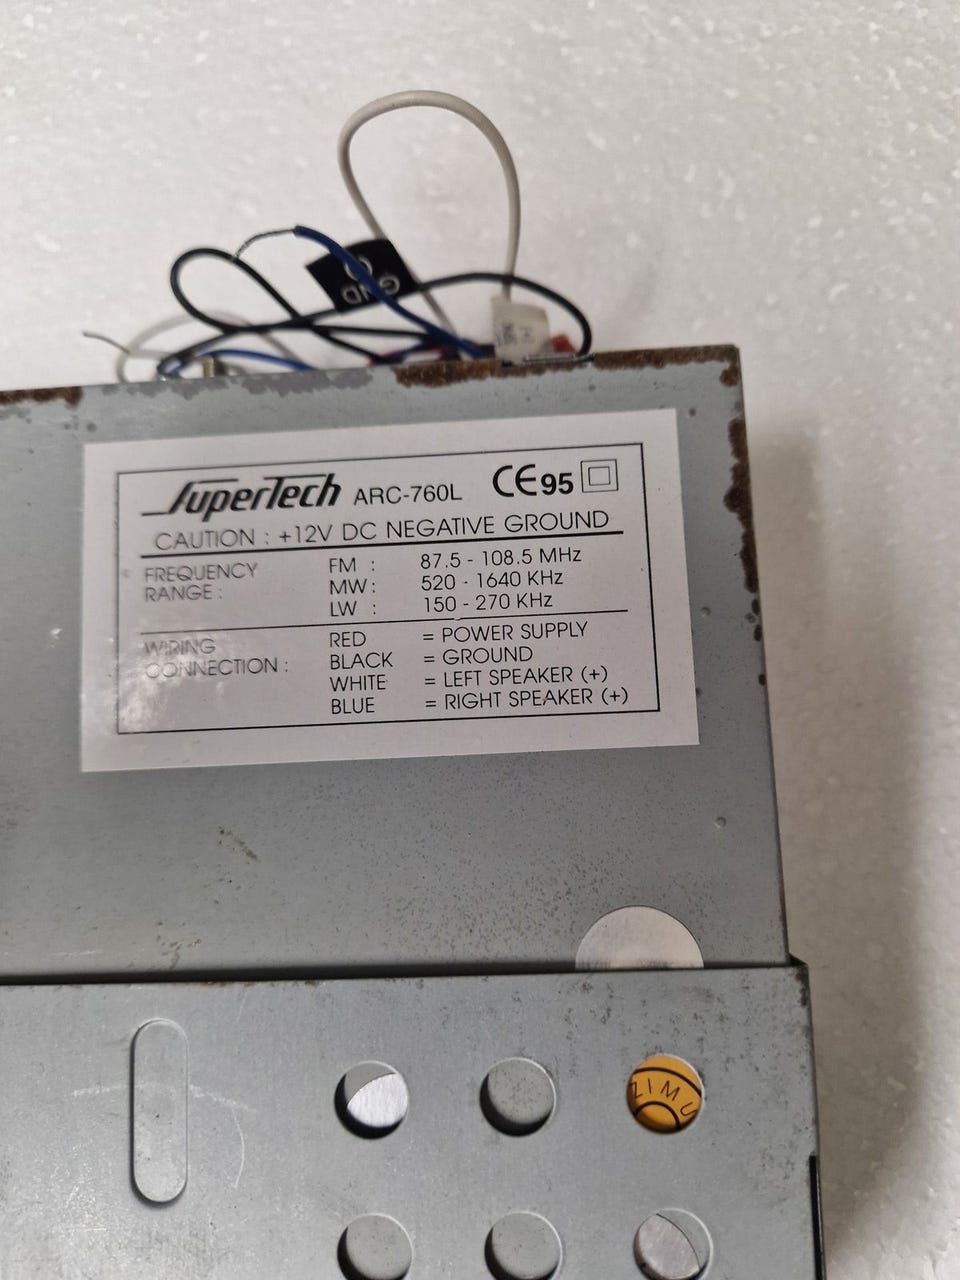 GND
SuperTech ARC-760L CE95
CAUTION : +12V DC NEGATIVE GROUND
FREQUENCY RANGE :
FM : 87.5 - 108.5 MHz
MW : 520 - 1640 KHz
LW : 150 - 270 KHz
WIRING CONNECTION :
RED = POWER SUPPLY
BLACK = GROUND
WHITE = LEFT SPEAKER (+)
BLUE = RIGHT SPEAKER (+)
ZIMU